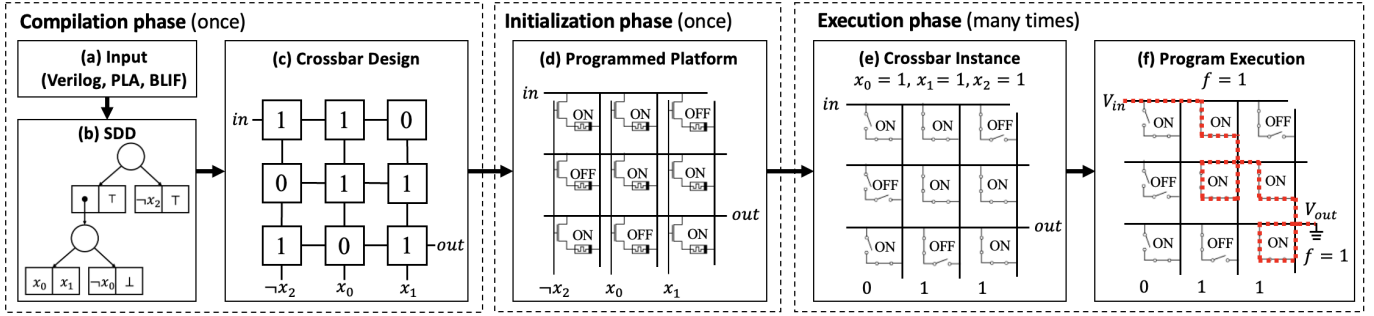 Compilation phase (once)
(a) Input
(Verilog, PLA, BLIF)
(b) SDD
⊤ ¬x₂ ⊤
x₀ x₁ ¬x₀ ⊥
(c) Crossbar Design
in 1 1 0
0 1 1
1 0 1 out
¬x₂ x₀ x₁
Initialization phase (once)
(d) Programmed Platform
in
ON ON OFF
OFF ON ON
out
ON OFF ON
¬x₂ x₀ x₁
Execution phase (many times)
(e) Crossbar Instance
x₀ = 1, x₁ = 1, x₂ = 1
in
ON ON OFF
OFF ON ON
out
ON OFF ON
0 1 1
(f) Program Execution
f = 1
Vin
ON ON OFF
OFF ON ON
Vout
ON OFF ON
f = 1
0 1 1